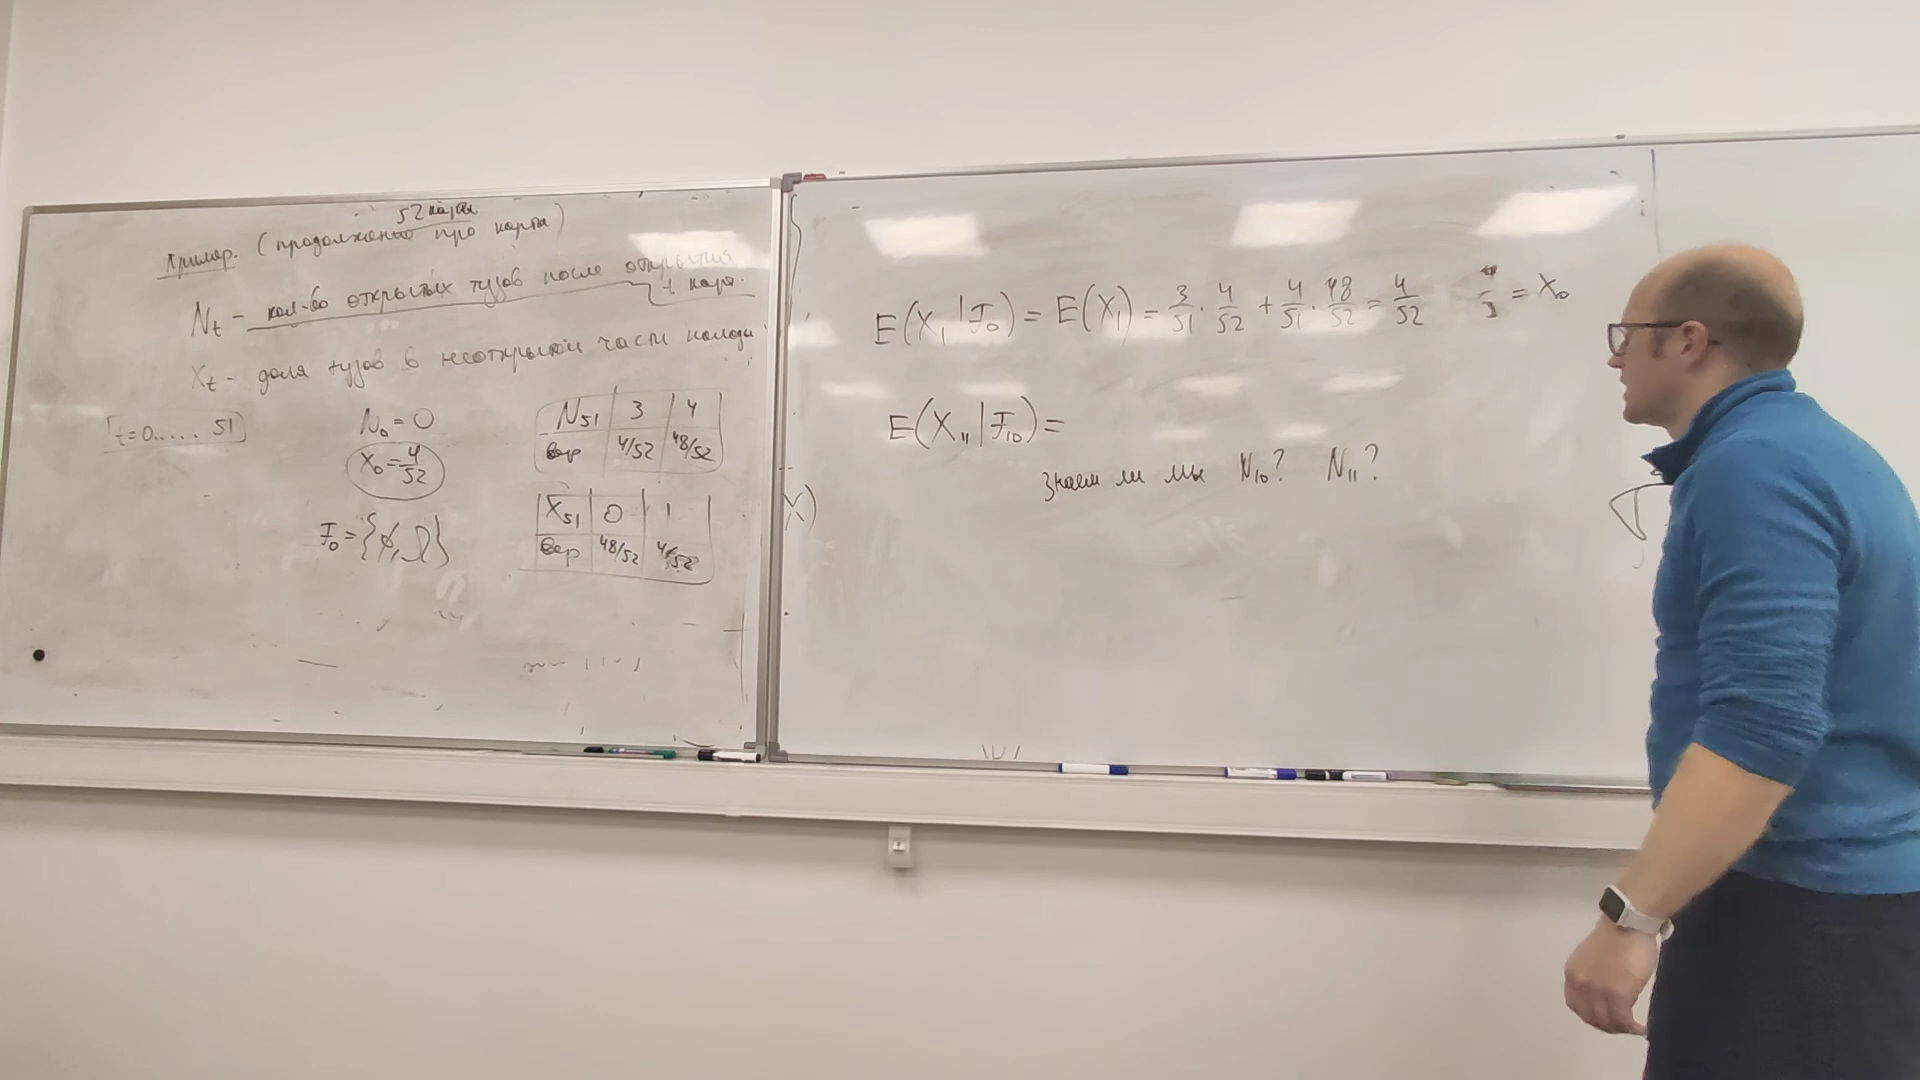 52 карты
Пример. (продолжение про карты)
N_t - кол-во открытых тузов после открытия
t карт.
X_t - доля тузов в неоткрытой части колоды
t=0..... 51
N_0 = 0
X_0 = 4/52
F_0 = {∅, Ω}
N_51 | 3 | 4
вер | 4/52 | 48/52
X_51 | 0 | 1
вер | 48/52 | 4/52
E(X_1 | F_0) = E(X_1) = 3/51 · 4/52 + 4/51 · 48/52 = 4/52 = X_0
E(X_11 | F_10) =
Знаем ли мы N_10? N_11?